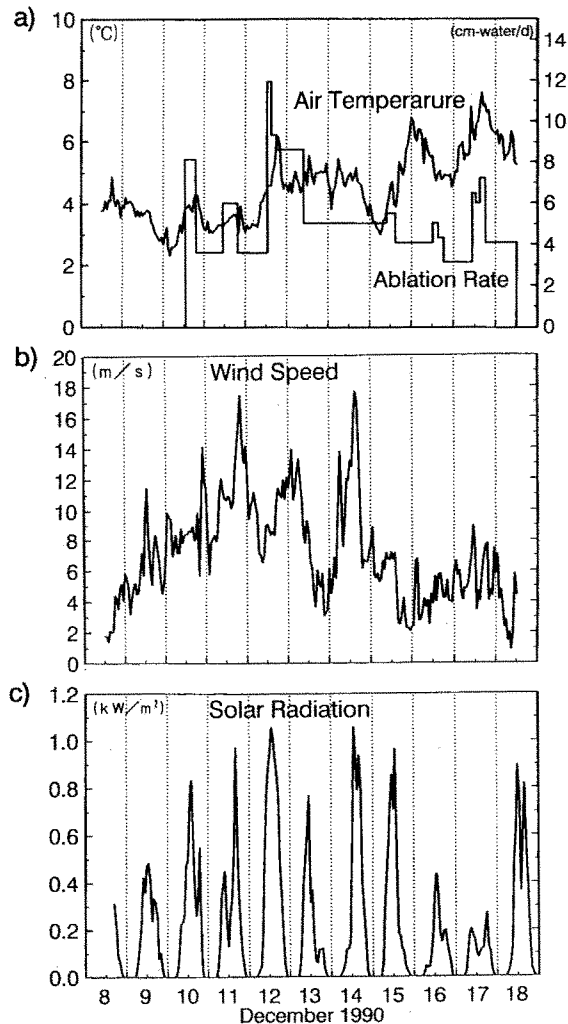 a)
(°C)
(cm-water/d)
10
8
6
4
2
0
14
12
10
8
6
4
2
0
Air Temperarure
Ablation Rate
b)
(m/s)
Wind Speed
20
18
16
14
12
10
8
6
4
2
0
c)
(kW/m²)
Solar Radiation
1.2
1.0
0.8
0.6
0.4
0.2
0.0
8 9 10 11 12 13 14 15 16 17 18
December 1990